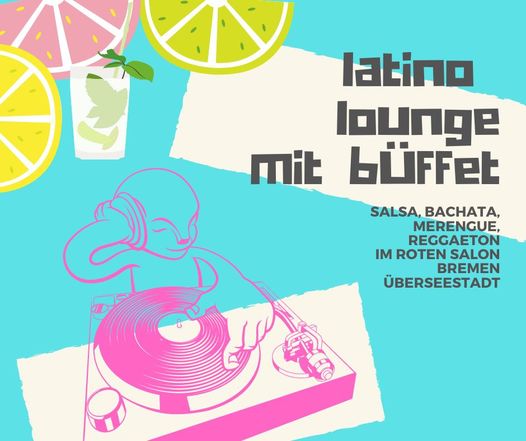 latino
lounge
mit bÜffet
SALSA, BACHATA,
MERENGUE,
REGGAETON
IM ROTEN SALON
BREMEN
ÜBERSEESTADT